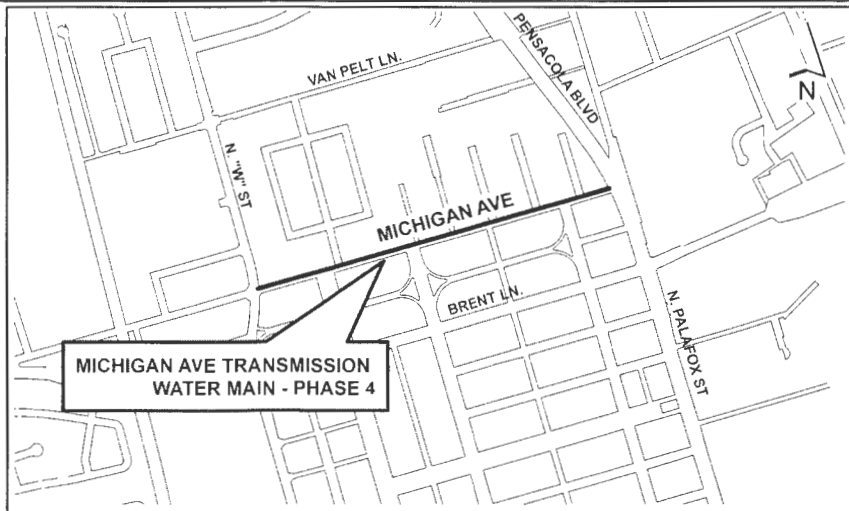 PENSACOLA BLVD
VAN PELT LN.
N
N. "W" ST
MICHIGAN AVE
BRENT LN.
N. PALAFOX ST
MICHIGAN AVE TRANSMISSION
WATER MAIN - PHASE 4